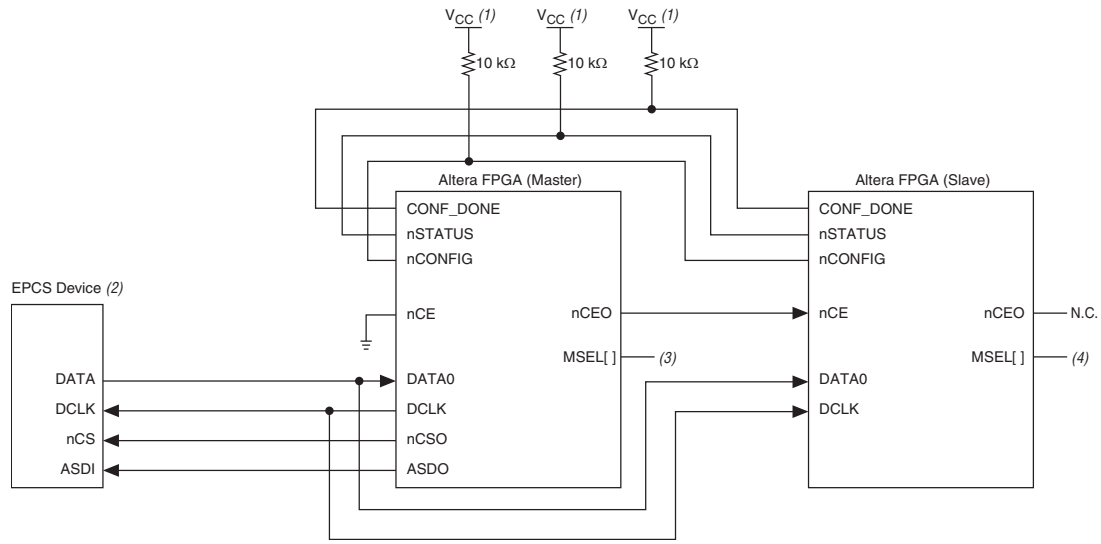 VCC (1) VCC (1) VCC (1)
10 kΩ 10 kΩ 10 kΩ
Altera FPGA (Master)
CONF_DONE
nSTATUS
nCONFIG
nCE
nCEO
MSEL[ ] (3)
DATA0
DCLK
nCSO
ASDO
Altera FPGA (Slave)
CONF_DONE
nSTATUS
nCONFIG
nCE
nCEO N.C.
MSEL[ ] (4)
DATA0
DCLK
EPCS Device (2)
DATA
DCLK
nCS
ASDI